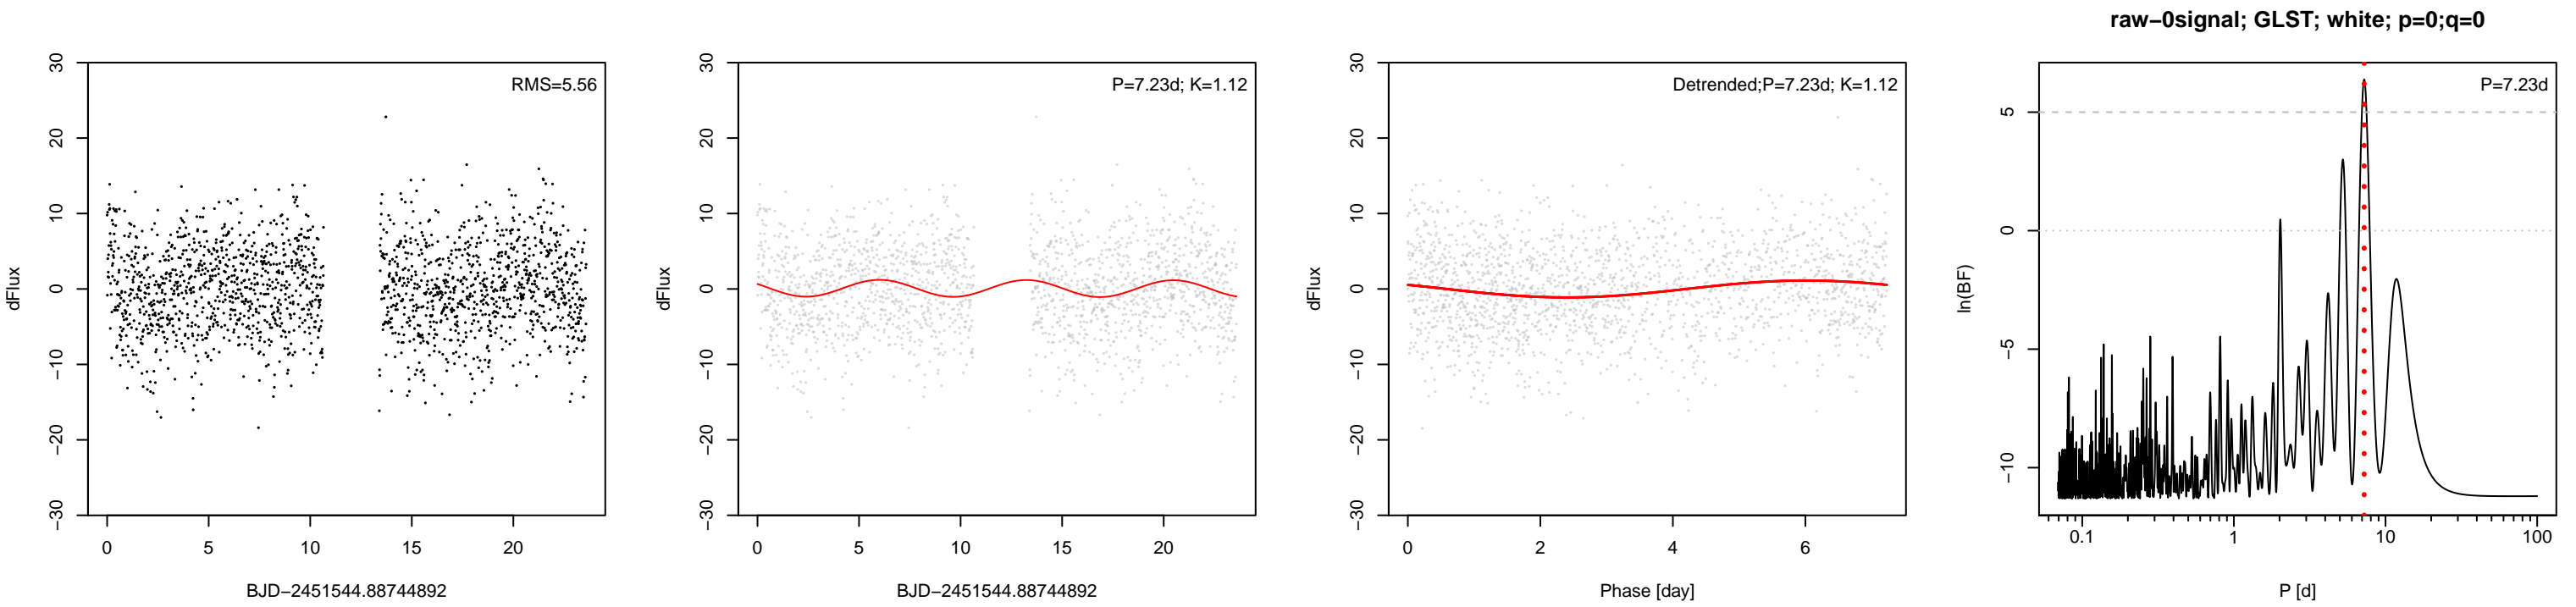 raw−0signal; GLST; white; p=0;q=0
RMS=5.56
30
20
10
0
−10
−20
−30
dFlux
0 5 10 15 20
BJD−2451544.88744892
P=7.23d; K=1.12
30
20
10
0
−10
−20
−30
dFlux
0 5 10 15 20
BJD−2451544.88744892
Detrended;P=7.23d; K=1.12
30
20
10
0
−10
−20
−30
dFlux
0 2 4 6
Phase [day]
P=7.23d
5
0
−5
−10
ln(BF)
0.1 1 10 100
P [d]